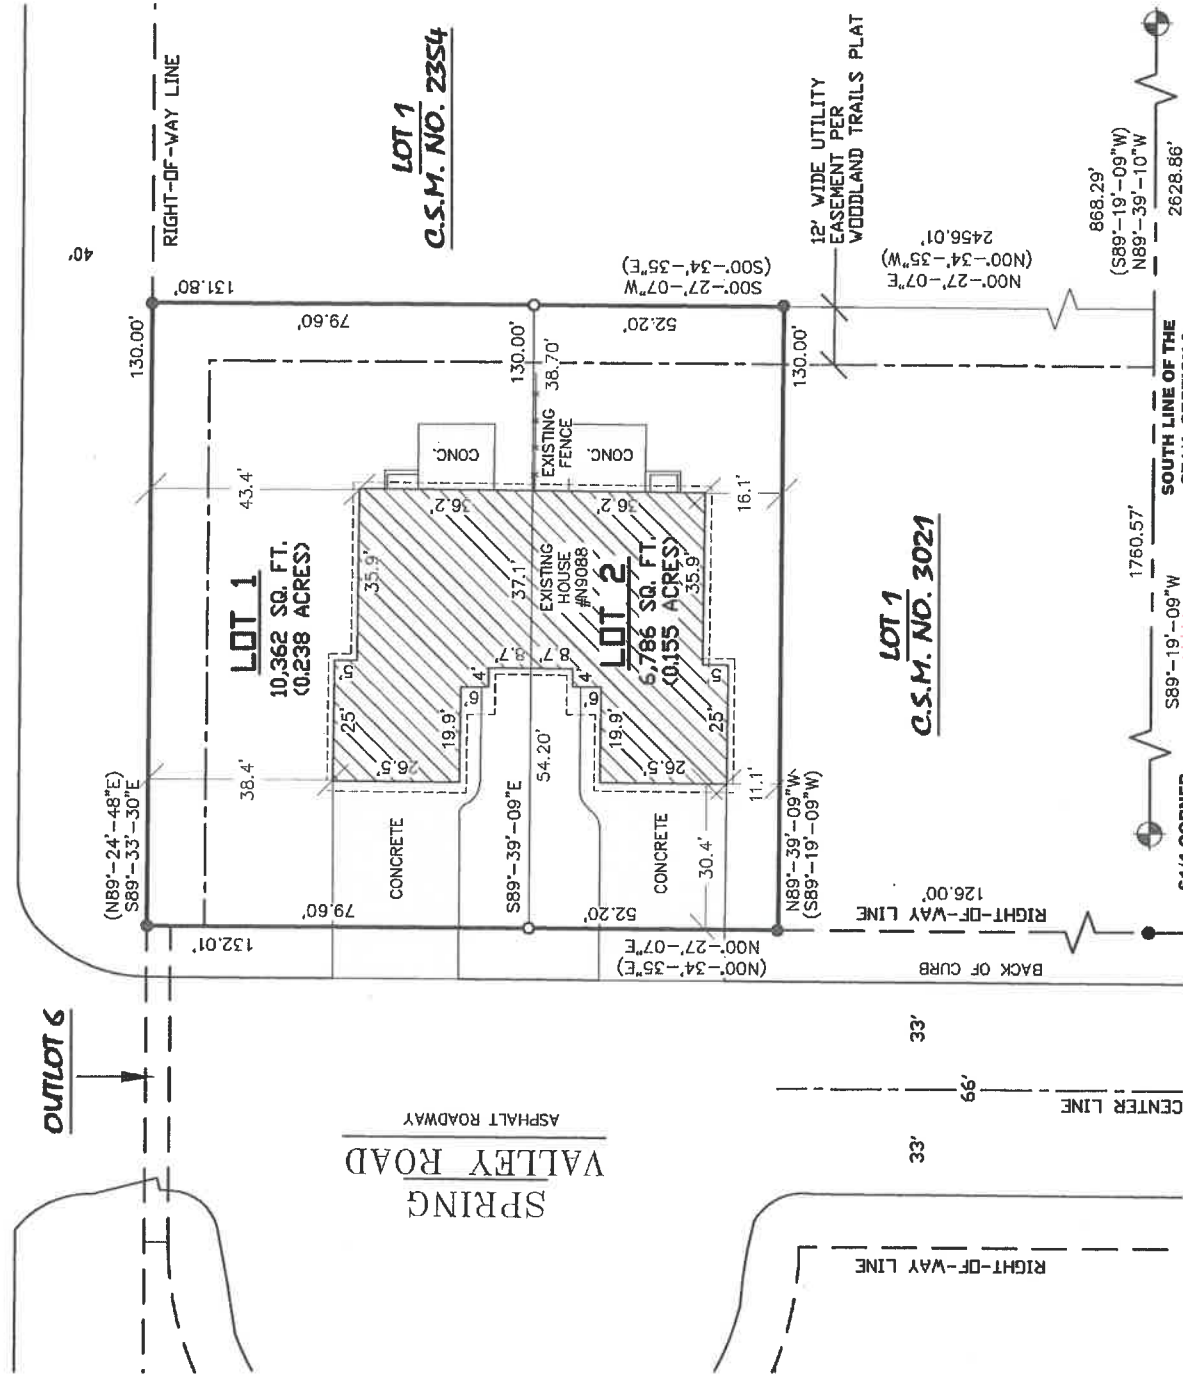 40'
RIGHT-OF-WAY LINE
LOT 1
C.S.M. NO. 2354
(N89°-24'-48"E)
S89°-33'-30"E
130.00'
131.80'
79.60'
132.01'
79.60'
38.4'
43.4'
LOT 1
10,362 SQ. FT.
(0.238 ACRES)
OUTLOT 6
CONC.
CONC.
EXISTING
FENCE
130.00'
38.70'
S00°-27'-07"W
(S00°-34'-35"E)
52.20'
130.00'
12' WIDE UTILITY
EASEMENT PER
WOODLAND TRAILS PLAT
36.2'
36.2'
35.9'
37.1'
EXISTING
HOUSE
#N9088
LOT 2
6,786 SQ. FT.
(0.155 ACRES)
35.9'
16.1'
5'
25'
26.5'
19.9'
6'
4'
8.7'
8.7'
4'
6'
19.9'
26.5'
25'
5'
11.1'
54.20'
S89°-39'-09"E
CONCRETE
CONCRETE
30.4'
52.20'
N00°-27'-07"E
(N00°-34'-35"E)
N89°-39'-09"W
(S89°-19'-09"W)
N00°-27'-07"E
(N00°-34'-35"W)
2456.01'
LOT 1
C.S.M. NO. 3021
868.29'
(S89°-19'-09"W)
N89°-39'-10"W
2628.86'
SOUTH LINE OF THE
1760.57'
S89°-19'-09"W
126.00'
RIGHT-OF-WAY LINE
BACK OF CURB
SPRING
VALLEY ROAD
ASPHALT ROADWAY
33'
66'
33'
CENTER LINE
RIGHT-OF-WAY LINE